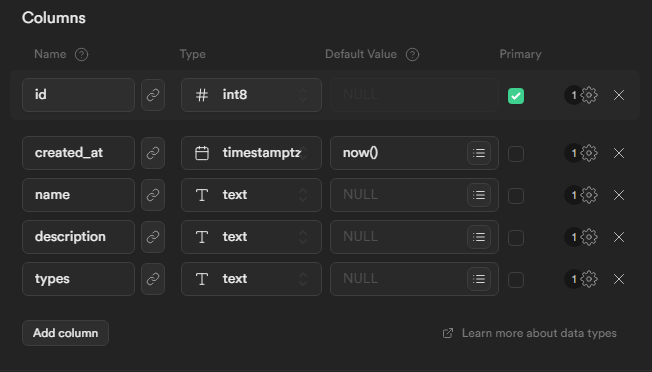 Columns
Name Type Default Value Primary
id int8 NULL 1
created_at timestamptz now() 1
name text NULL 1
description text NULL 1
types text NULL 1
Add column Learn more about data types